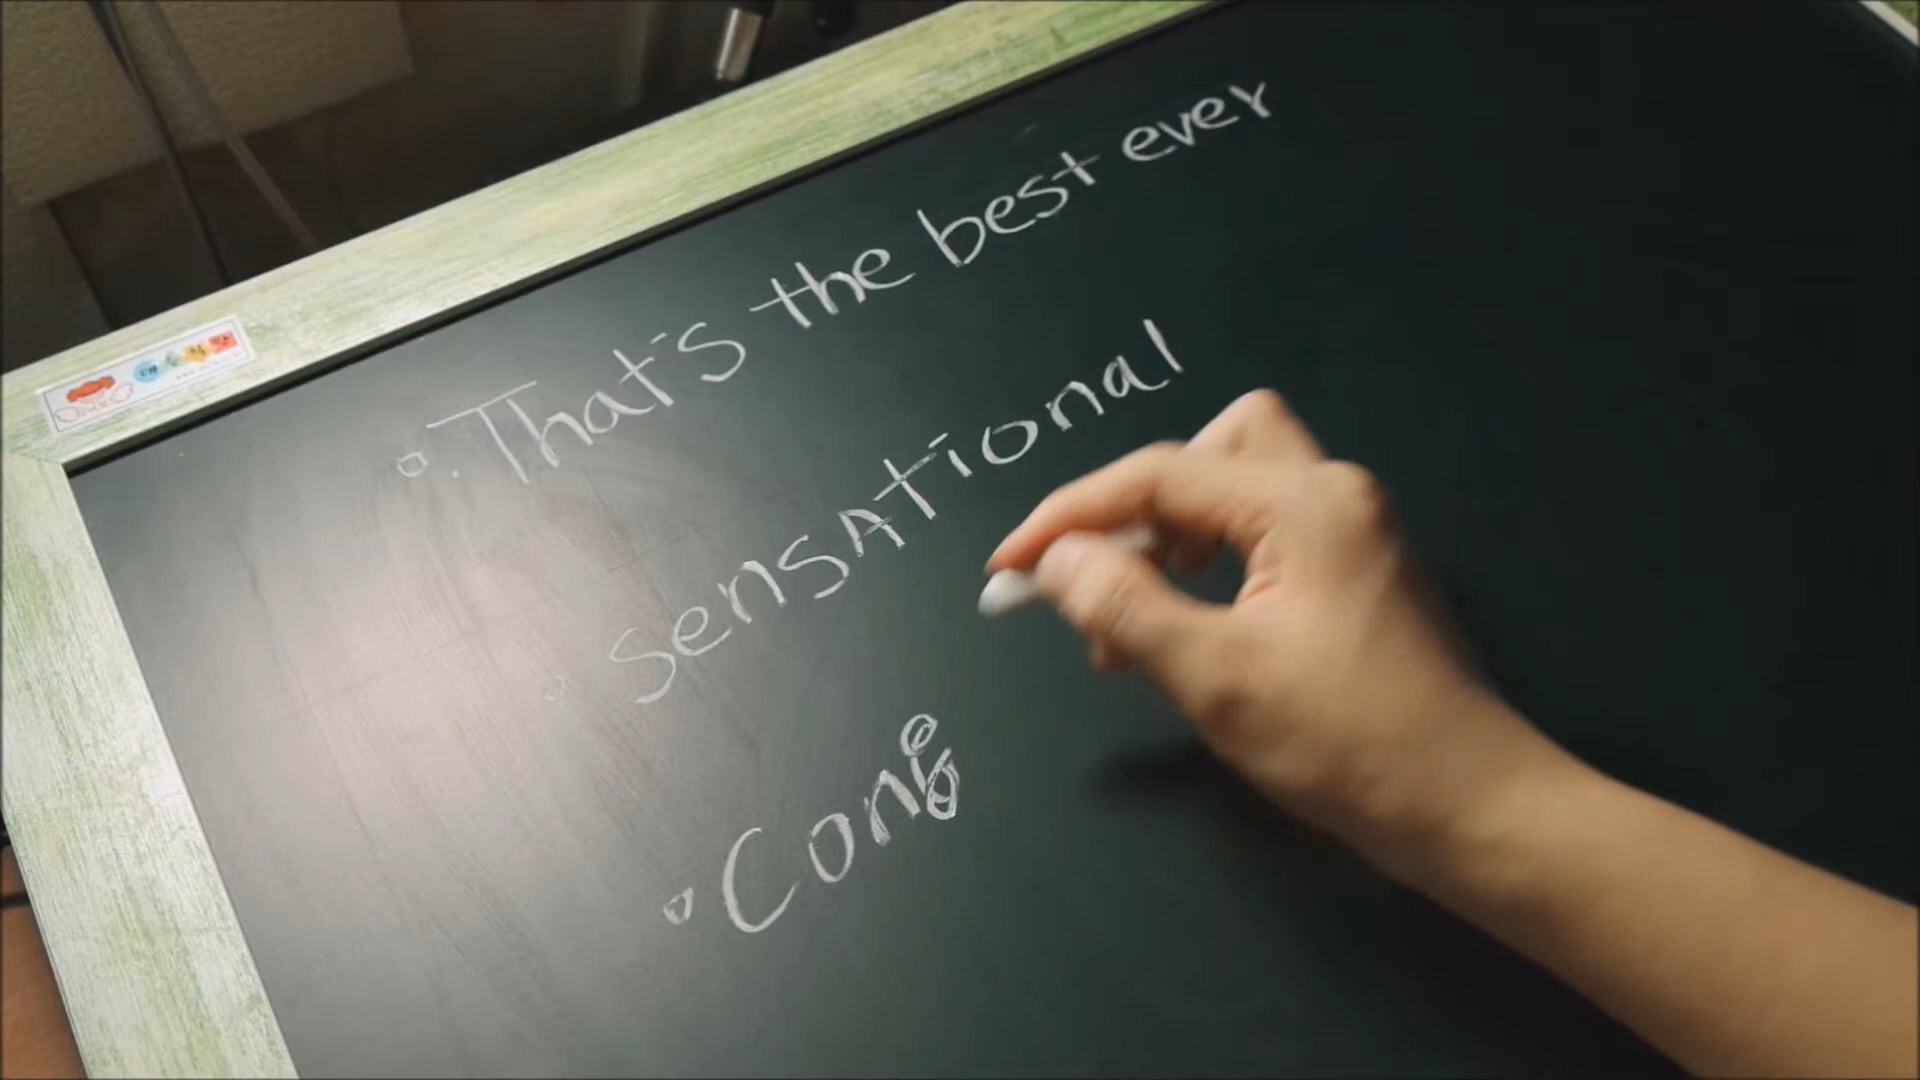 That's the best ever
sensAtional
Cong